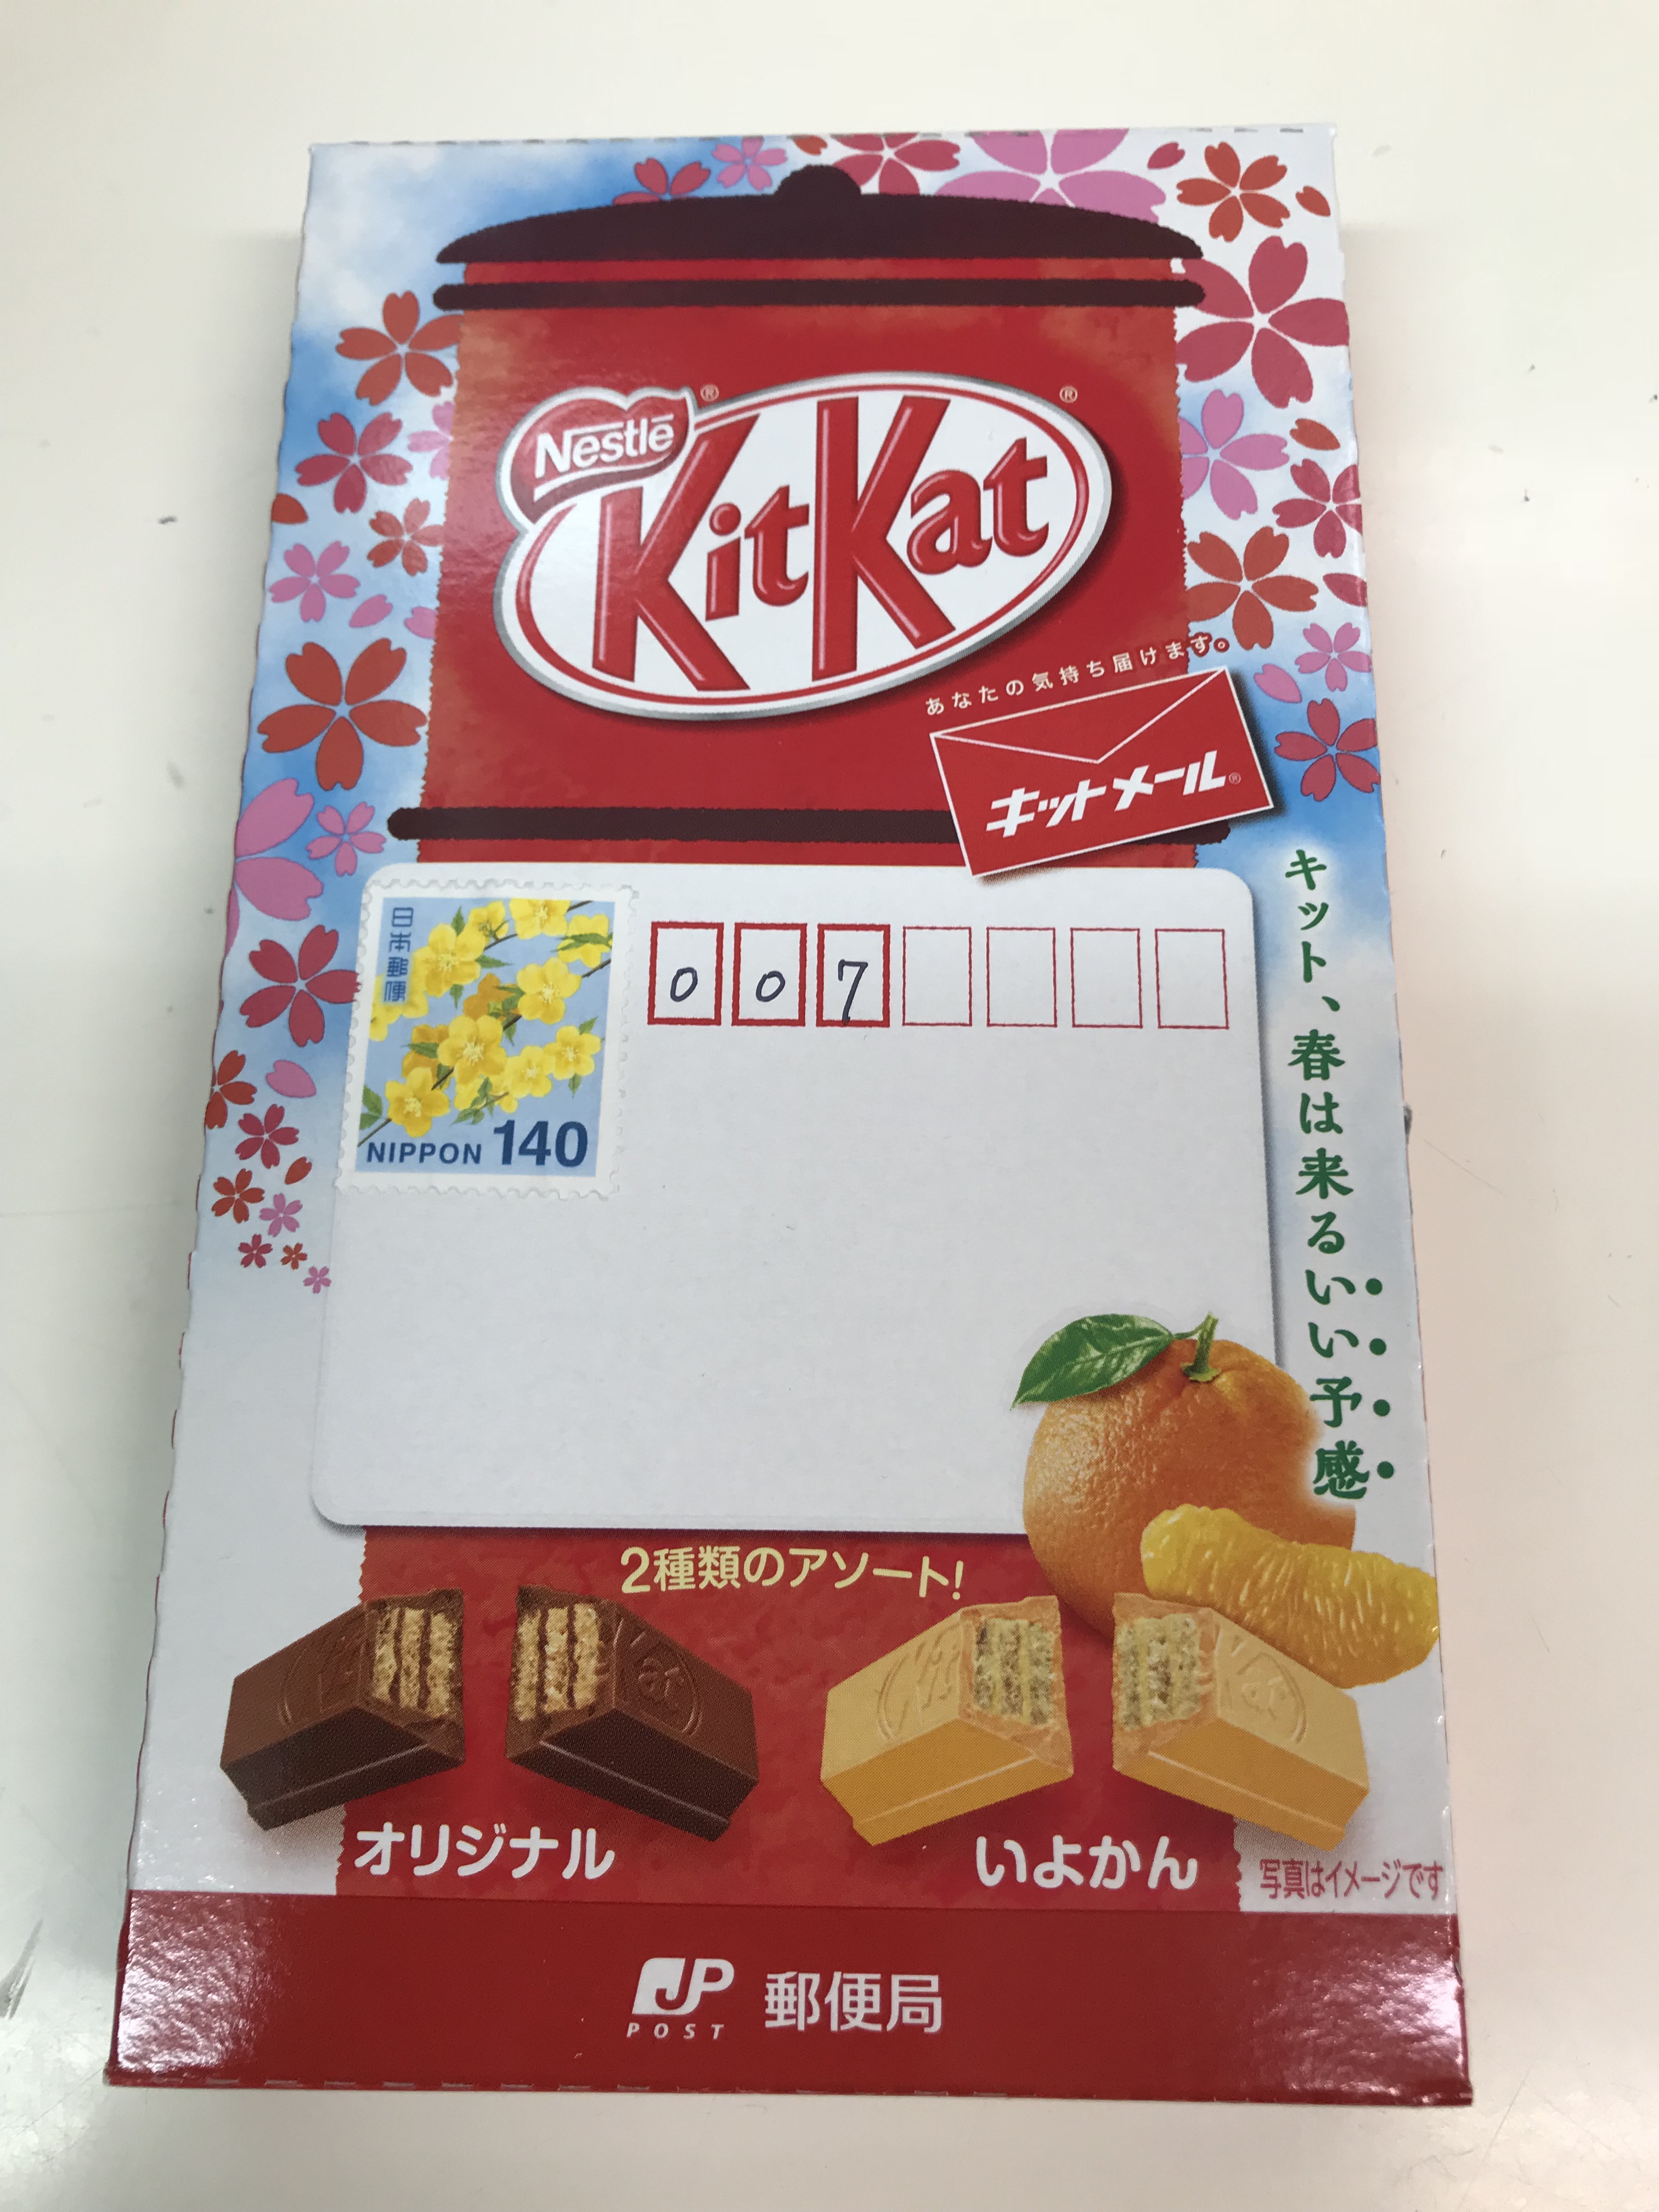 Nestlē®
KitKat®
あなたの気持ち届けます。
キットメール®
日本郵便
NIPPON 140
007
キット、春は来るいい予感
2種類のアソート!
オリジナル
いよかん
写真はイメージです
JP
POST
郵便局